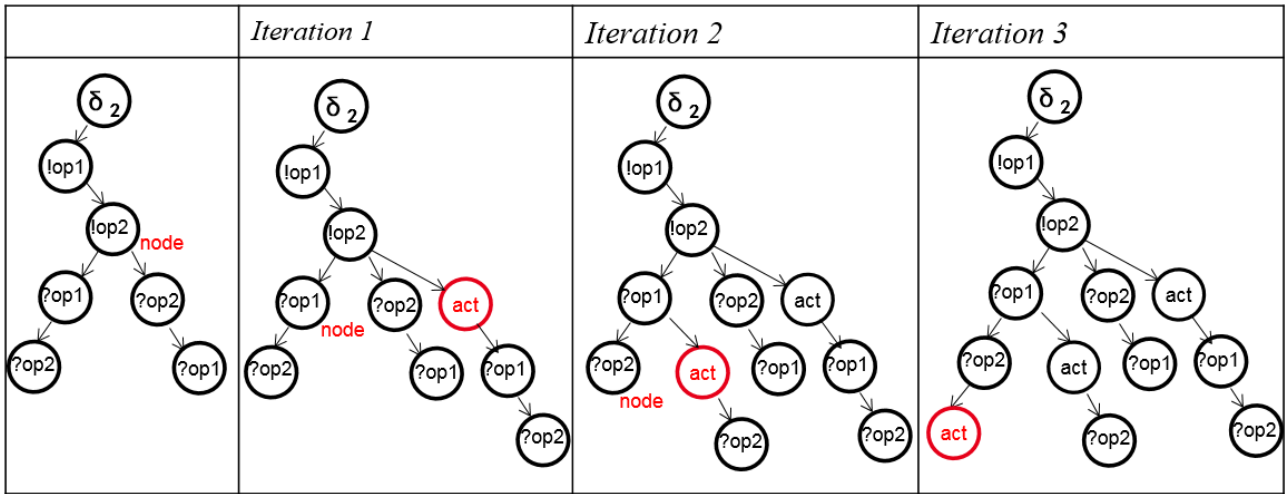 Iteration 1
Iteration 2
Iteration 3
δ 2
!op1
!op2
node
?op1
?op2
?op2
?op1
δ 2
!op1
!op2
?op1
?op2
act
node
?op2
?op1
?op1
?op2
δ 2
!op1
!op2
?op1
?op2
act
?op2
act
?op1
?op1
node
?op2
?op2
δ 2
!op1
!op2
?op1
?op2
act
?op2
act
?op1
?op1
act
?op2
?op2